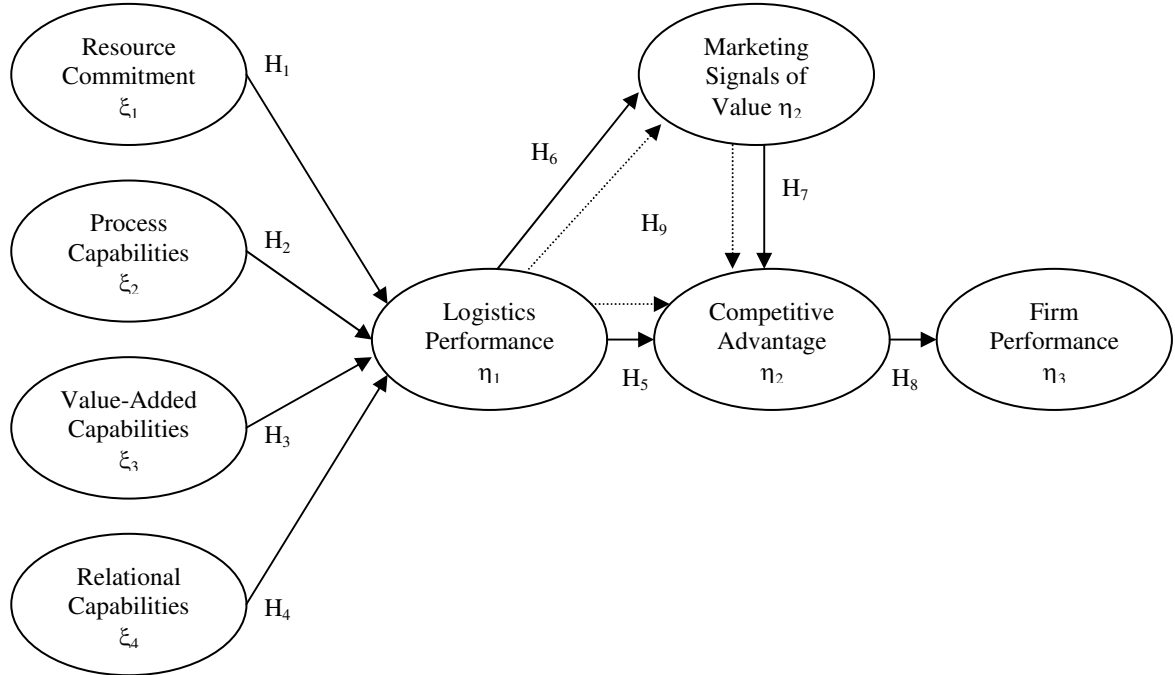 Resource
Commitment
ξ₁
H₁
Marketing
Signals of
Value η₂
H₆
H₇
Process
Capabilities
ξ₂
H₂
H₉
Logistics
Performance
η₁
Competitive
Advantage
η₂
Firm
Performance
η₃
H₅
H₈
Value-Added
Capabilities
ξ₃
H₃
Relational
Capabilities
ξ₄
H₄